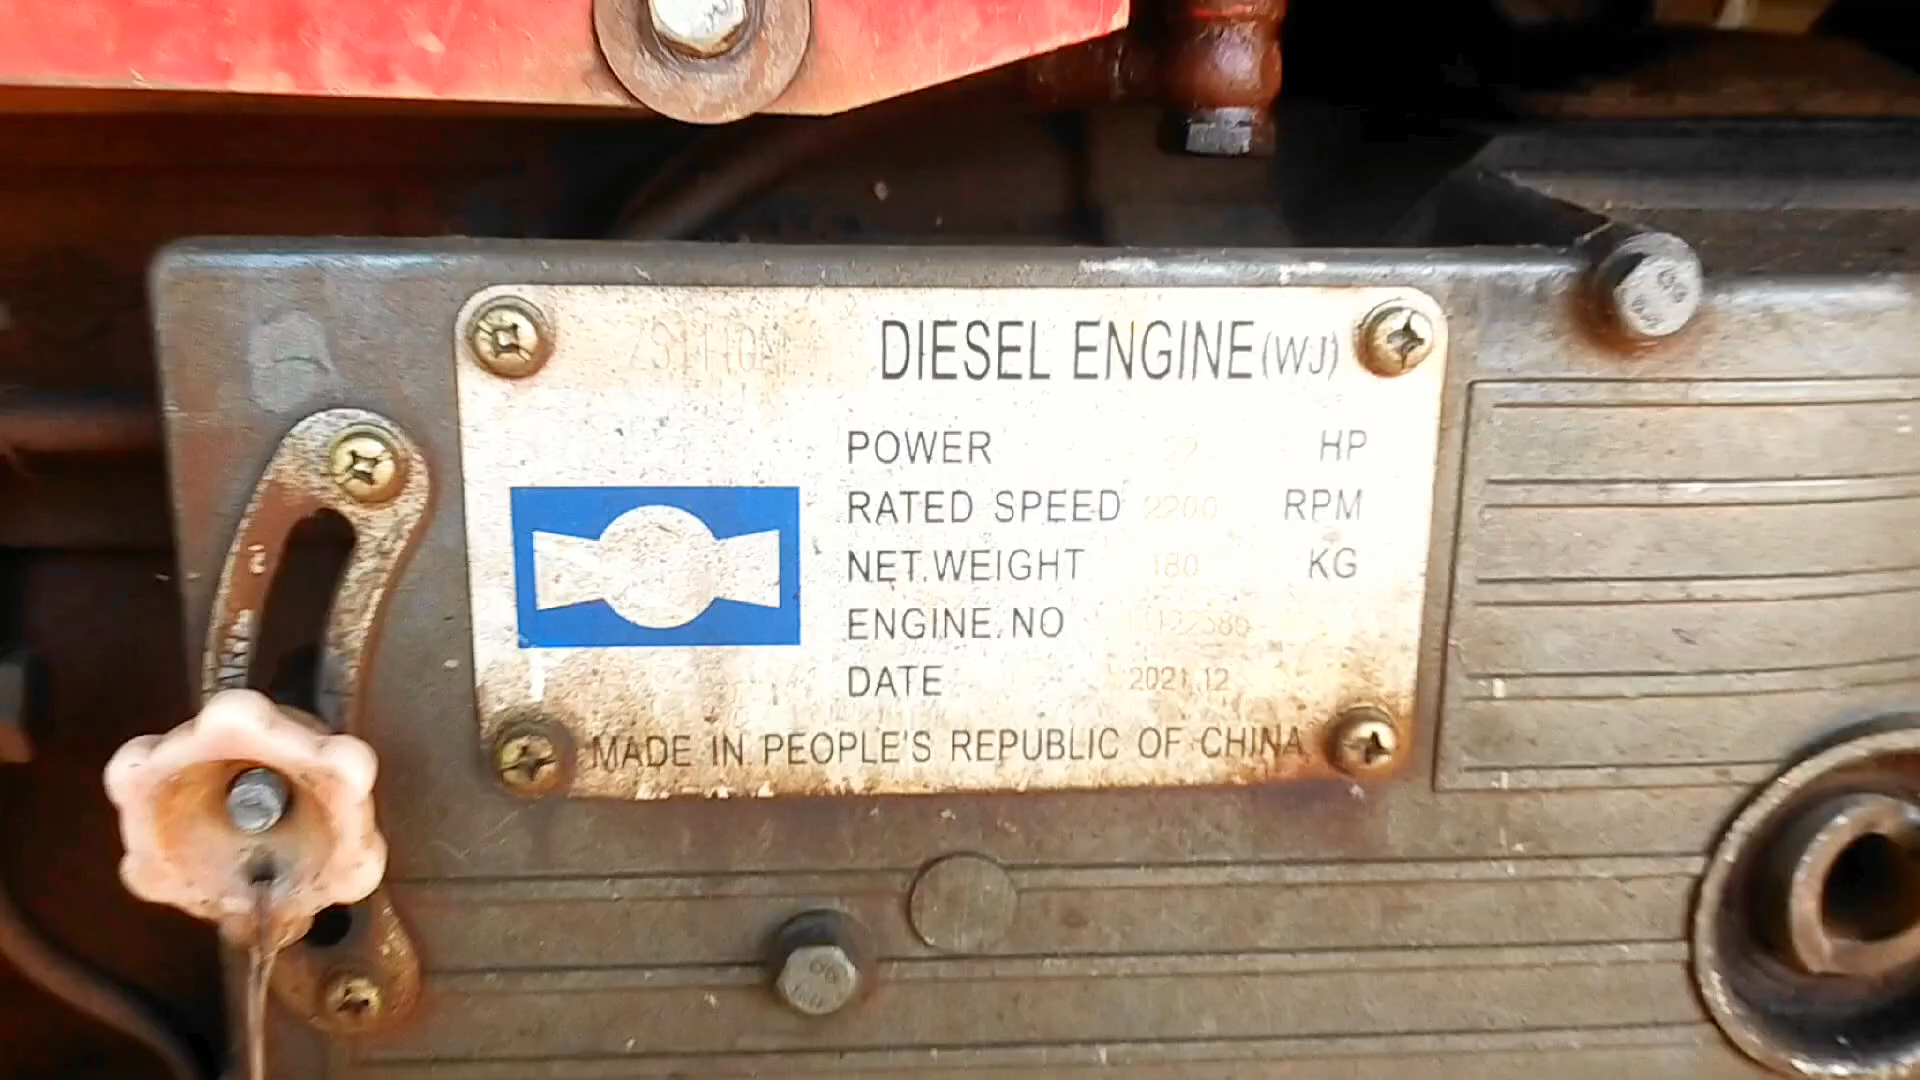 DIESEL ENGINE (WJ)
POWER 22 HP
RATED SPEED 2200 RPM
NET.WEIGHT 180 KG
ENGINE.NO
DATE 2021.12
MADE IN PEOPLE'S REPUBLIC OF CHINA